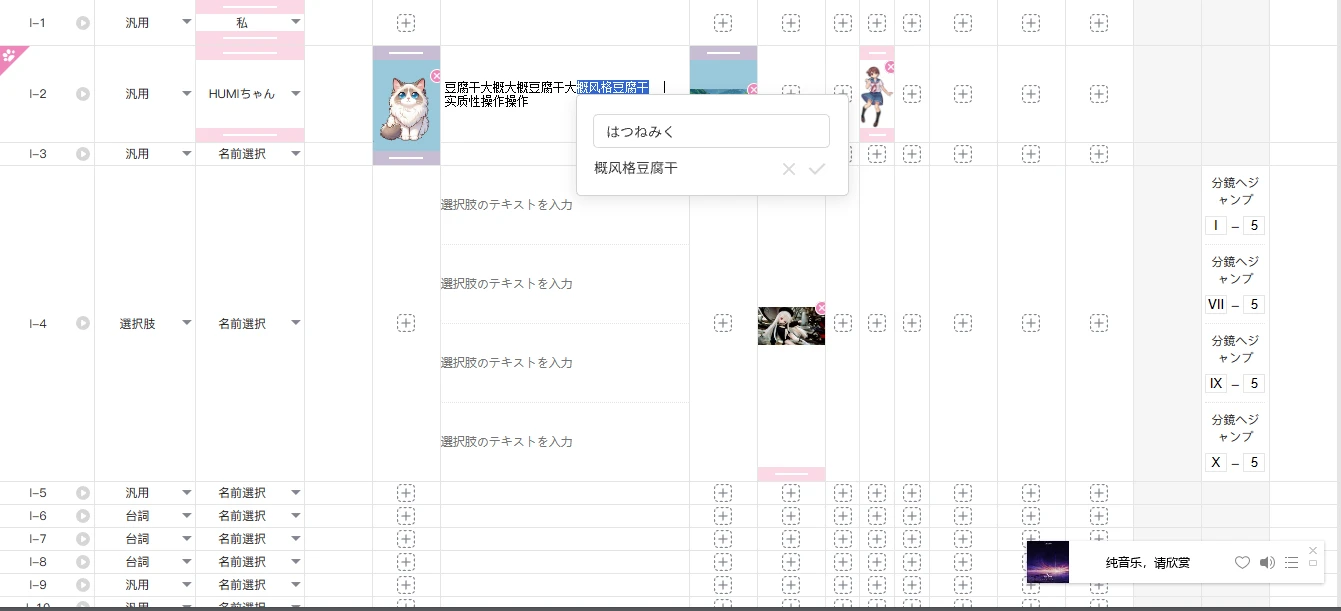 I-1 汎用 私
I-2 汎用 HUMIちゃん
豆腐干大概大概豆腐干大概风格豆腐干
实质性操作操作
はつねみく
概风格豆腐干
I-3 汎用 名前選択
I-4 選択肢 名前選択
選択肢のテキストを入力
選択肢のテキストを入力
選択肢のテキストを入力
選択肢のテキストを入力
分鏡へジ
ャンプ
I – 5
分鏡へジ
ャンプ
VII – 5
分鏡へジ
ャンプ
IX – 5
分鏡へジ
ャンプ
X – 5
I-5 汎用 名前選択
I-6 台詞 名前選択
I-7 台詞 名前選択
I-8 台詞 名前選択
纯音乐，请欣赏
I-9 汎用 名前選択
I-10 汎用 名前選択